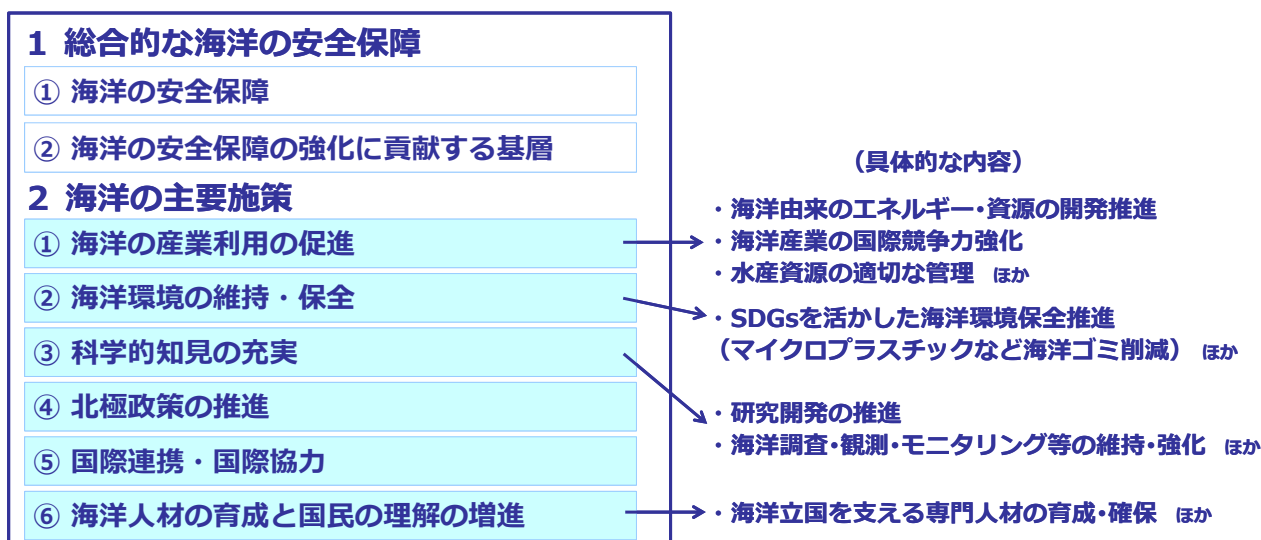 1 総合的な海洋の安全保障
① 海洋の安全保障
② 海洋の安全保障の強化に貢献する基層
2 海洋の主要施策
① 海洋の産業利用の促進
② 海洋環境の維持・保全
③ 科学的知見の充実
④ 北極政策の推進
⑤ 国際連携・国際協力
⑥ 海洋人材の育成と国民の理解の増進
（具体的な内容）
・海洋由来のエネルギー・資源の開発推進
・海洋産業の国際競争力強化
・水産資源の適切な管理 ほか
・SDGsを活かした海洋環境保全推進
（マイクロプラスチックなど海洋ゴミ削減） ほか
・研究開発の推進
・海洋調査・観測・モニタリング等の維持・強化 ほか
・海洋立国を支える専門人材の育成・確保 ほか